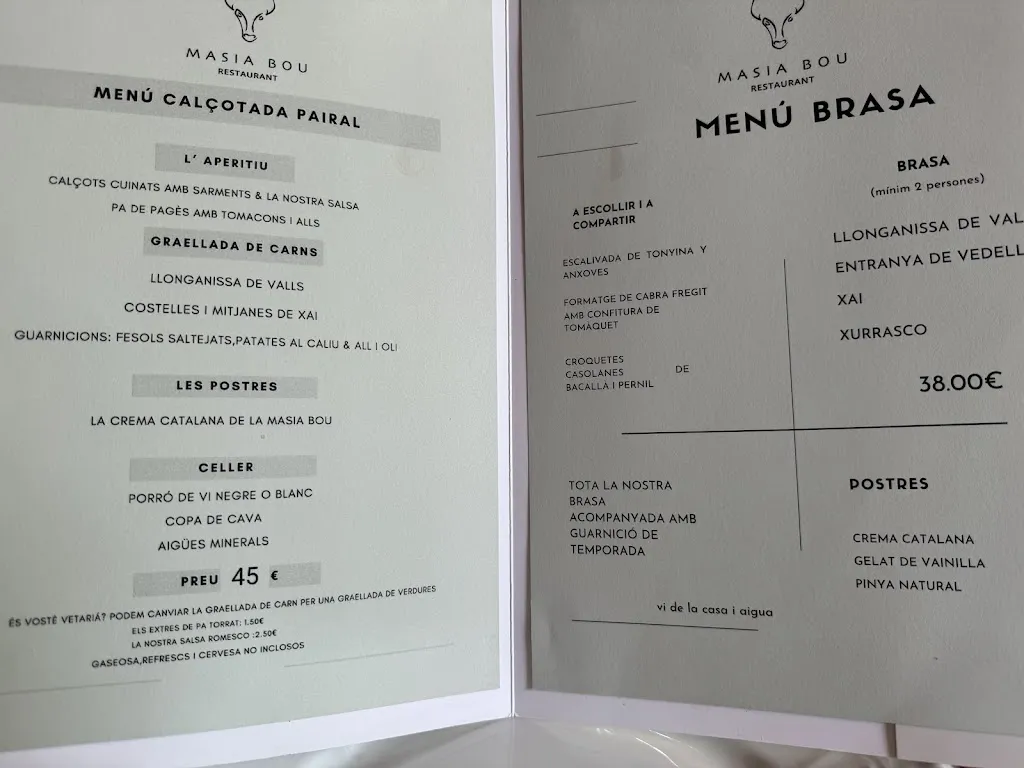 MASIA BOU
RESTAURANT
MENÚ CALÇOTADA PAIRAL
L' APERITIU
CALÇOTS CUINATS AMB SARMENTS & LA NOSTRA SALSA
PA DE PAGÈS AMB TOMACONS I ALLS
GRAELLADA DE CARNS
LLONGANISSA DE VALLS
COSTELLES I MITJANES DE XAI
GUARNICIONS: FESOLS SALTEJATS,PATATES AL CALIU & ALL I OLI
LES POSTRES
LA CREMA CATALANA DE LA MASIA BOU
CELLER
PORRÓ DE VI NEGRE O BLANC
COPA DE CAVA
AIGÜES MINERALS
PREU 45 €
ÉS VOSTÈ VETARIÀ? PODEM CANVIAR LA GRAELLADA DE CARN PER UNA GRAELLADA DE VERDURES
ELS EXTRES DE PA TORRAT: 1.50€
LA NOSTRA SALSA ROMESCO :2.50€
GASEOSA,REFRESCS I CERVESA NO INCLOSOS
MASIA BOU
RESTAURANT
MENÚ BRASA
A ESCOLLIR I A
COMPARTIR
ESCALIVADA DE TONYINA Y
ANXOVES
FORMATGE DE CABRA FREGIT
AMB CONFITURA DE
TOMAQUET
CROQUETES
CASOLANES DE
BACALLÀ I PERNIL
BRASA
(mínim 2 persones)
LLONGANISSA DE VAL
ENTRANYA DE VEDELL
XAI
XURRASCO
38.00€
TOTA LA NOSTRA
BRASA
ACOMPANYADA AMB
GUARNICIÓ DE
TEMPORADA
POSTRES
CREMA CATALANA
GELAT DE VAINILLA
PINYA NATURAL
vi de la casa i aigua